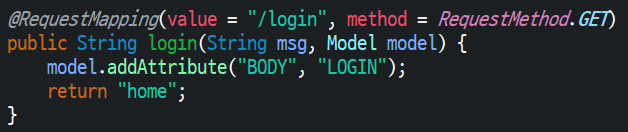 @RequestMapping(value = "/login", method = RequestMethod.GET)
public String login(String msg, Model model) {
    model.addAttribute("BODY", "LOGIN");
    return "home";
}